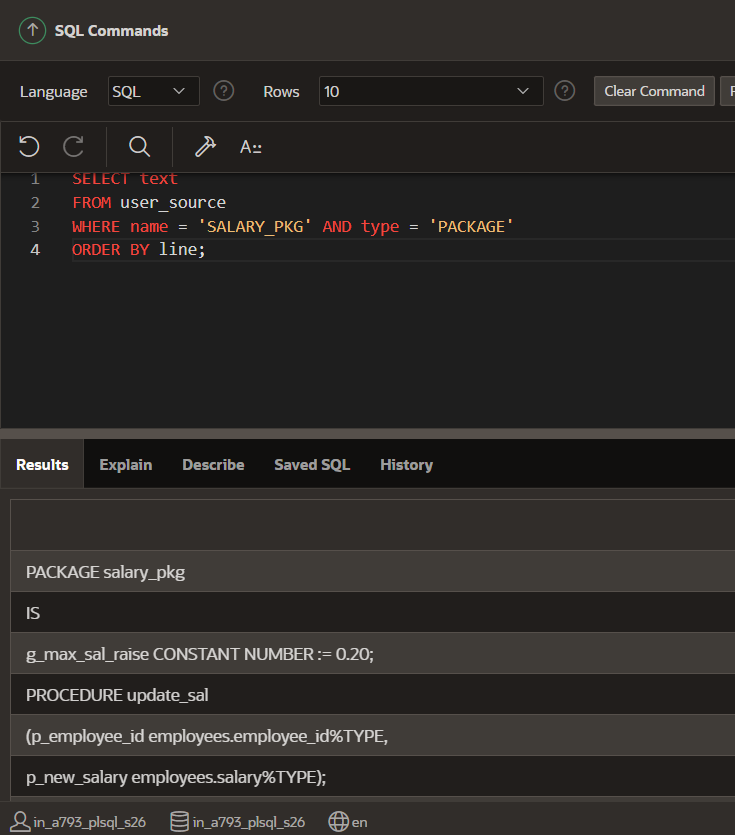 SQL Commands
Language SQL ? Rows 10 ? Clear Command
A::
1 SELECT text
2 FROM user_source
3 WHERE name = 'SALARY_PKG' AND type = 'PACKAGE'
4 ORDER BY line;
Results Explain Describe Saved SQL History
PACKAGE salary_pkg
IS
g_max_sal_raise CONSTANT NUMBER := 0.20;
PROCEDURE update_sal
(p_employee_id employees.employee_id%TYPE,
p_new_salary employees.salary%TYPE);
in_a793_plsql_s26 in_a793_plsql_s26 en